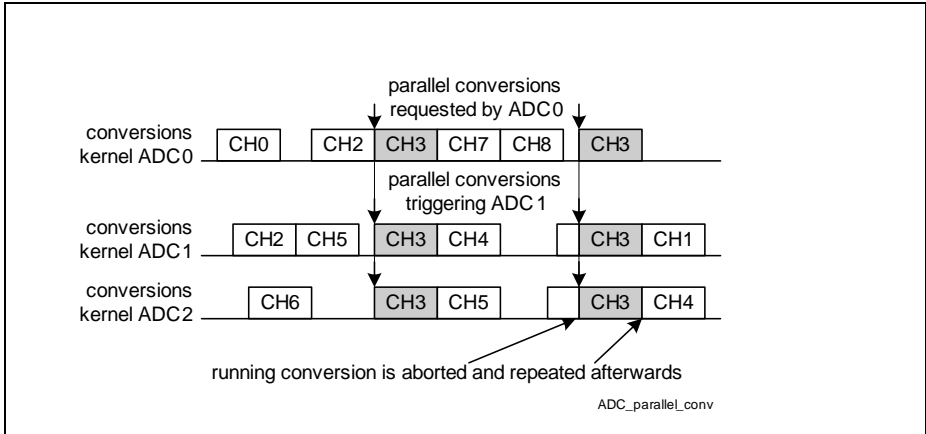 parallel conversions
requested by ADC0
conversions
kernel ADC0
CH0 CH2 CH3 CH7 CH8 CH3
parallel conversions
triggering ADC1
conversions
kernel ADC1
CH2 CH5 CH3 CH4 CH3 CH1
conversions
kernel ADC2
CH6 CH3 CH5 CH3 CH4
running conversion is aborted and repeated afterwards
ADC_parallel_conv